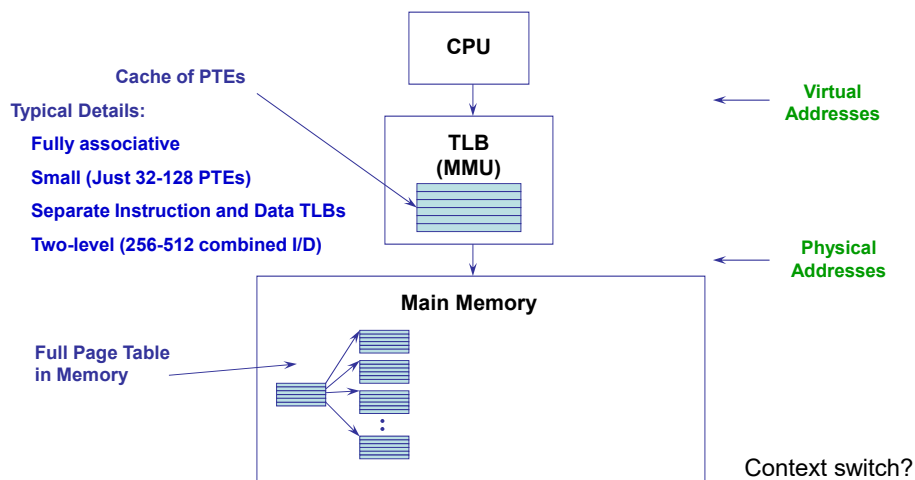 CPU
Cache of PTEs
Typical Details:
Fully associative
Small (Just 32-128 PTEs)
Separate Instruction and Data TLBs
Two-level (256-512 combined I/D)
TLB
(MMU)
Virtual
Addresses
Physical
Addresses
Main Memory
Full Page Table
in Memory
Context switch?